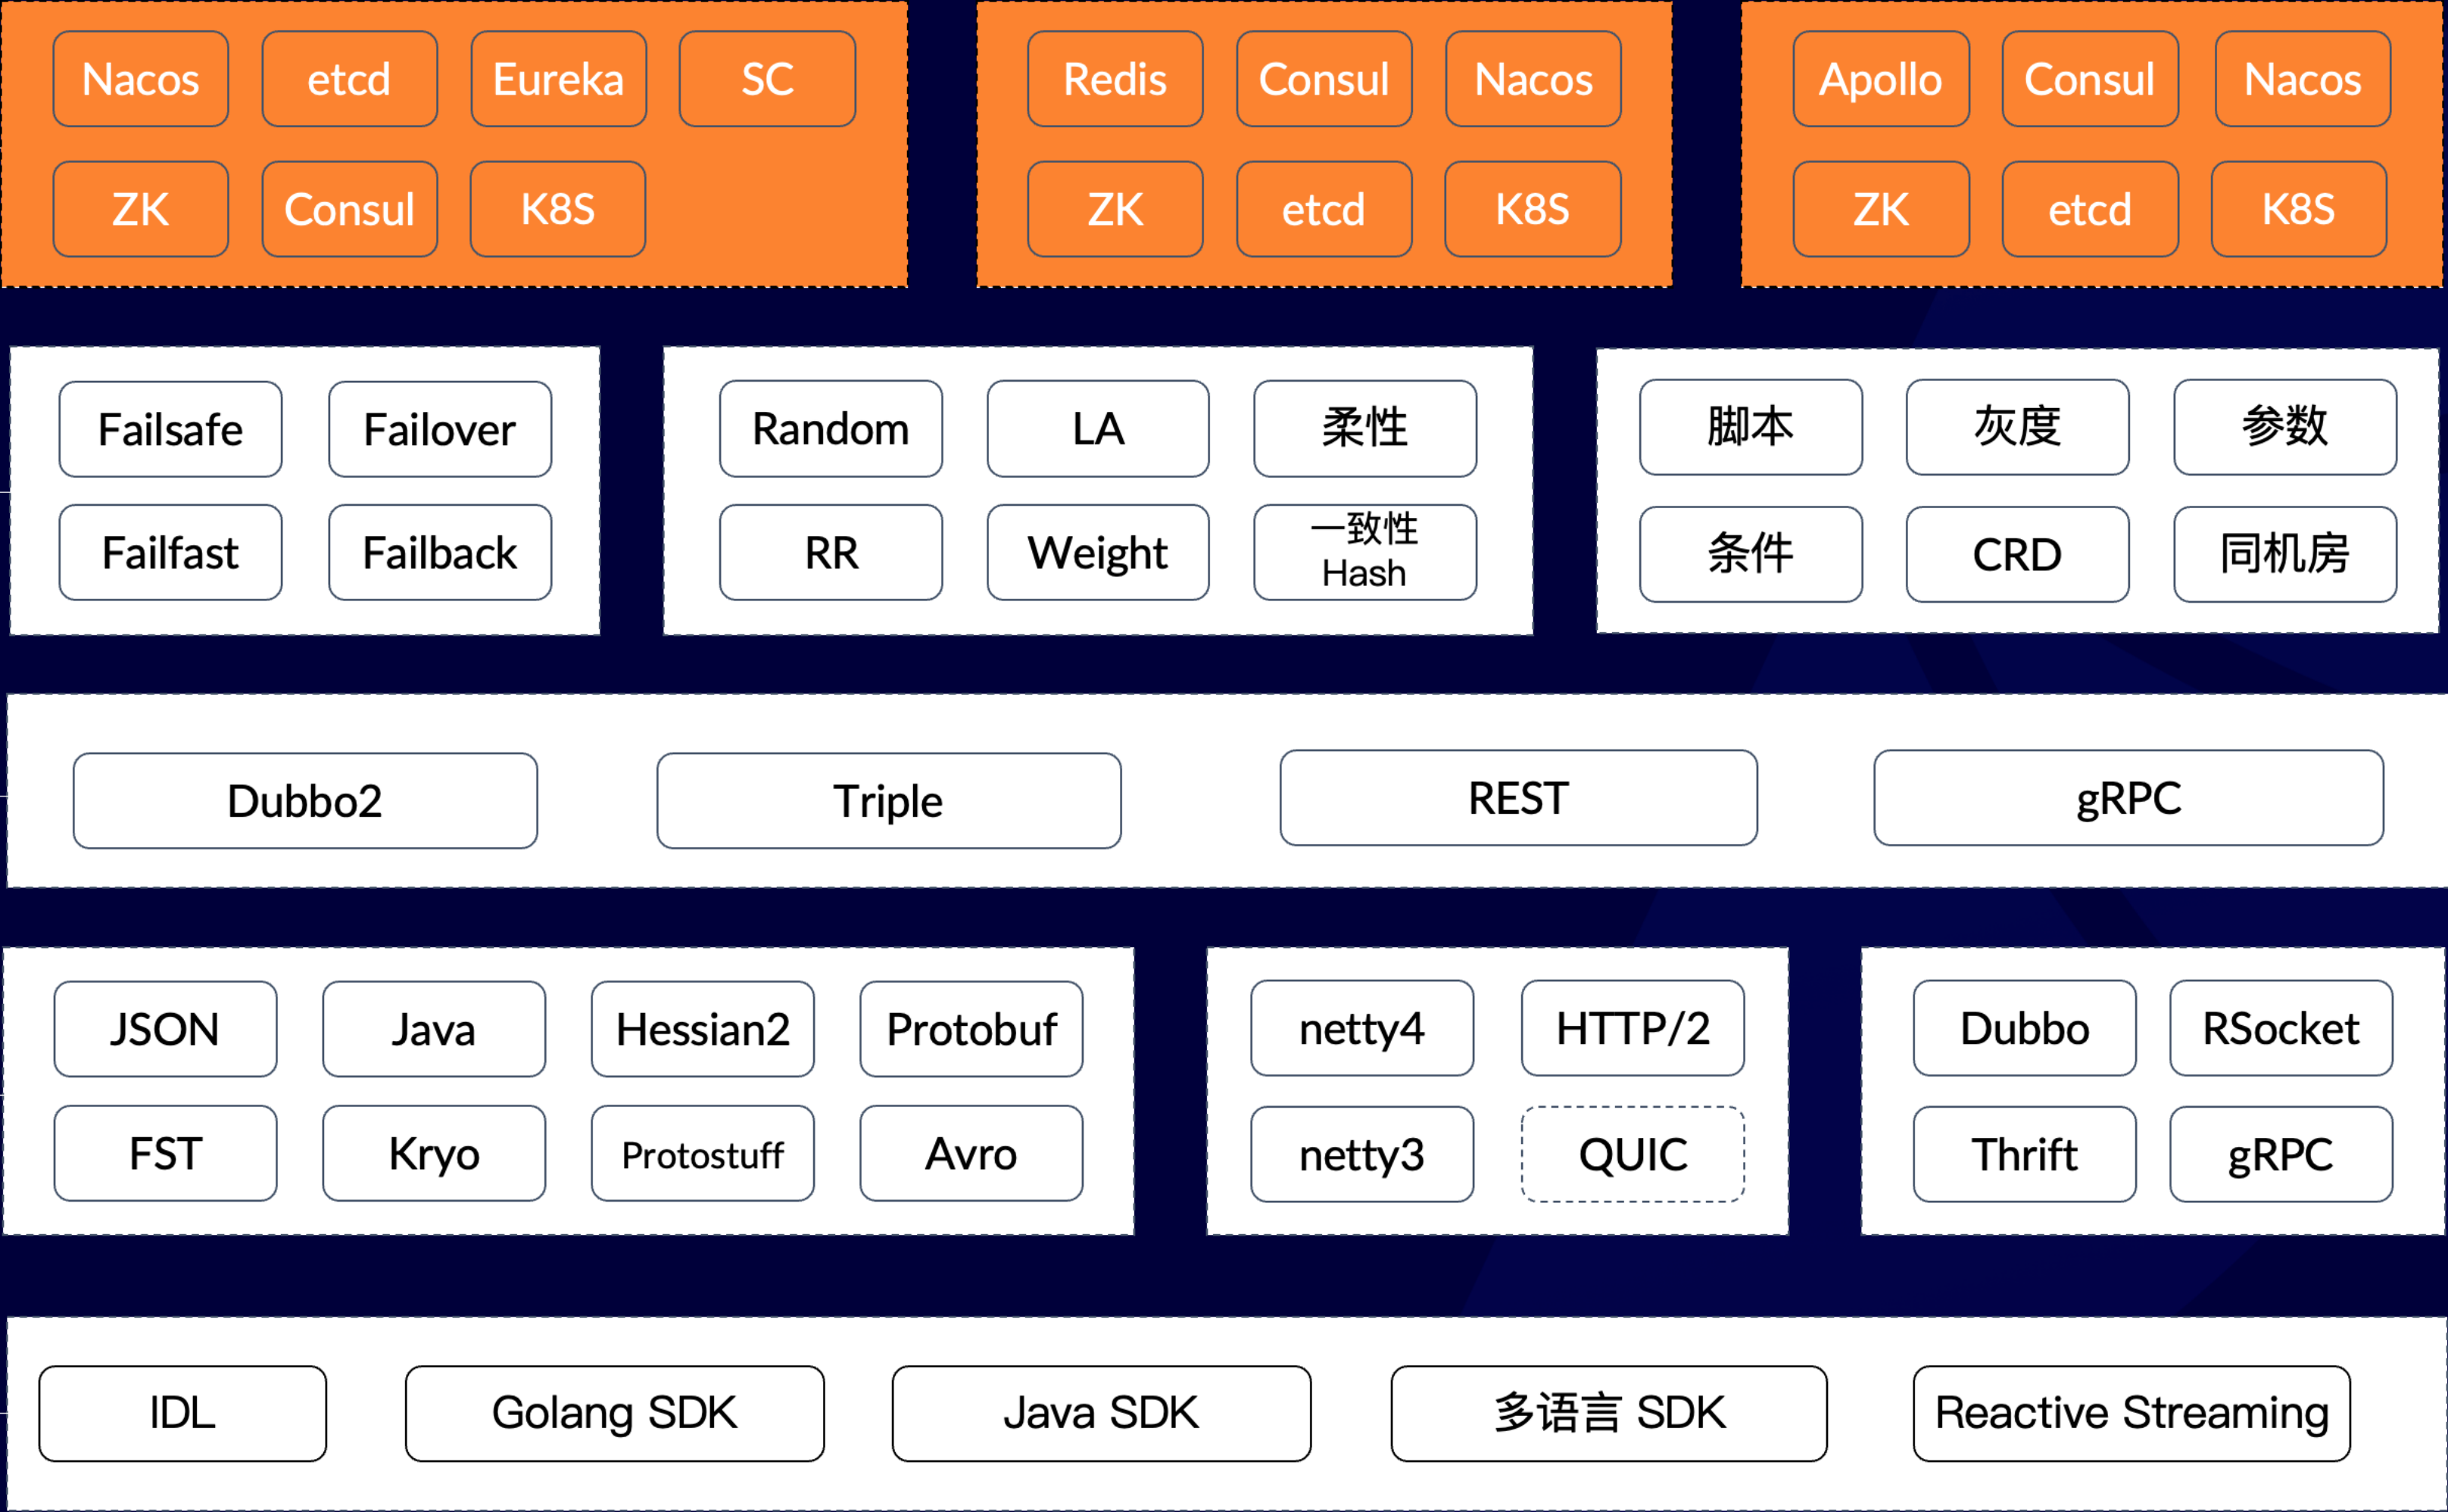 Nacos
etcd
Eureka
SC
ZK
Consul
K8S
Redis
Consul
Nacos
ZK
etcd
K8S
Apollo
Consul
Nacos
ZK
etcd
K8S
Failsafe
Failover
Failfast
Failback
Random
LA
柔性
RR
Weight
一致性
Hash
脚本
灰度
参数
条件
CRD
同机房
Dubbo2
Triple
REST
gRPC
JSON
Java
Hessian2
Protobuf
FST
Kryo
Protostuff
Avro
netty4
HTTP/2
netty3
QUIC
Dubbo
RSocket
Thrift
gRPC
IDL
Golang SDK
Java SDK
多语言 SDK
Reactive Streaming